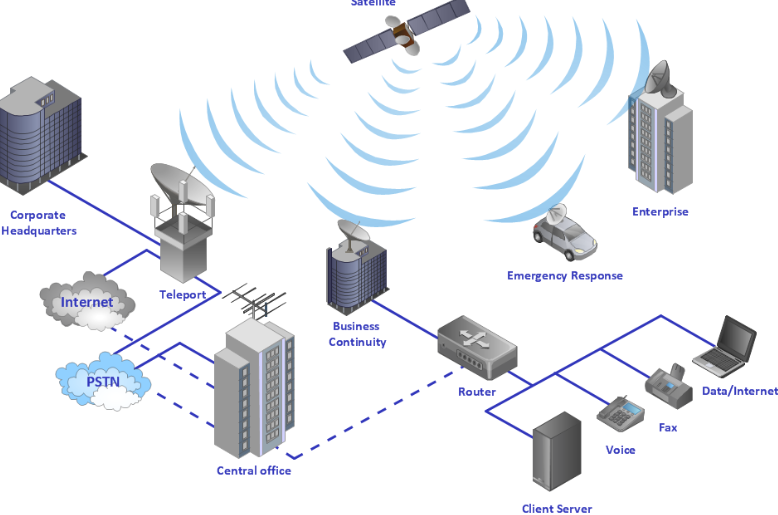 Satellite
Corporate
Headquarters
Enterprise
Emergency Response
Teleport
Internet
Business
Continuity
PSTN
Router
Data/Internet
Fax
Voice
Central office
Client Server